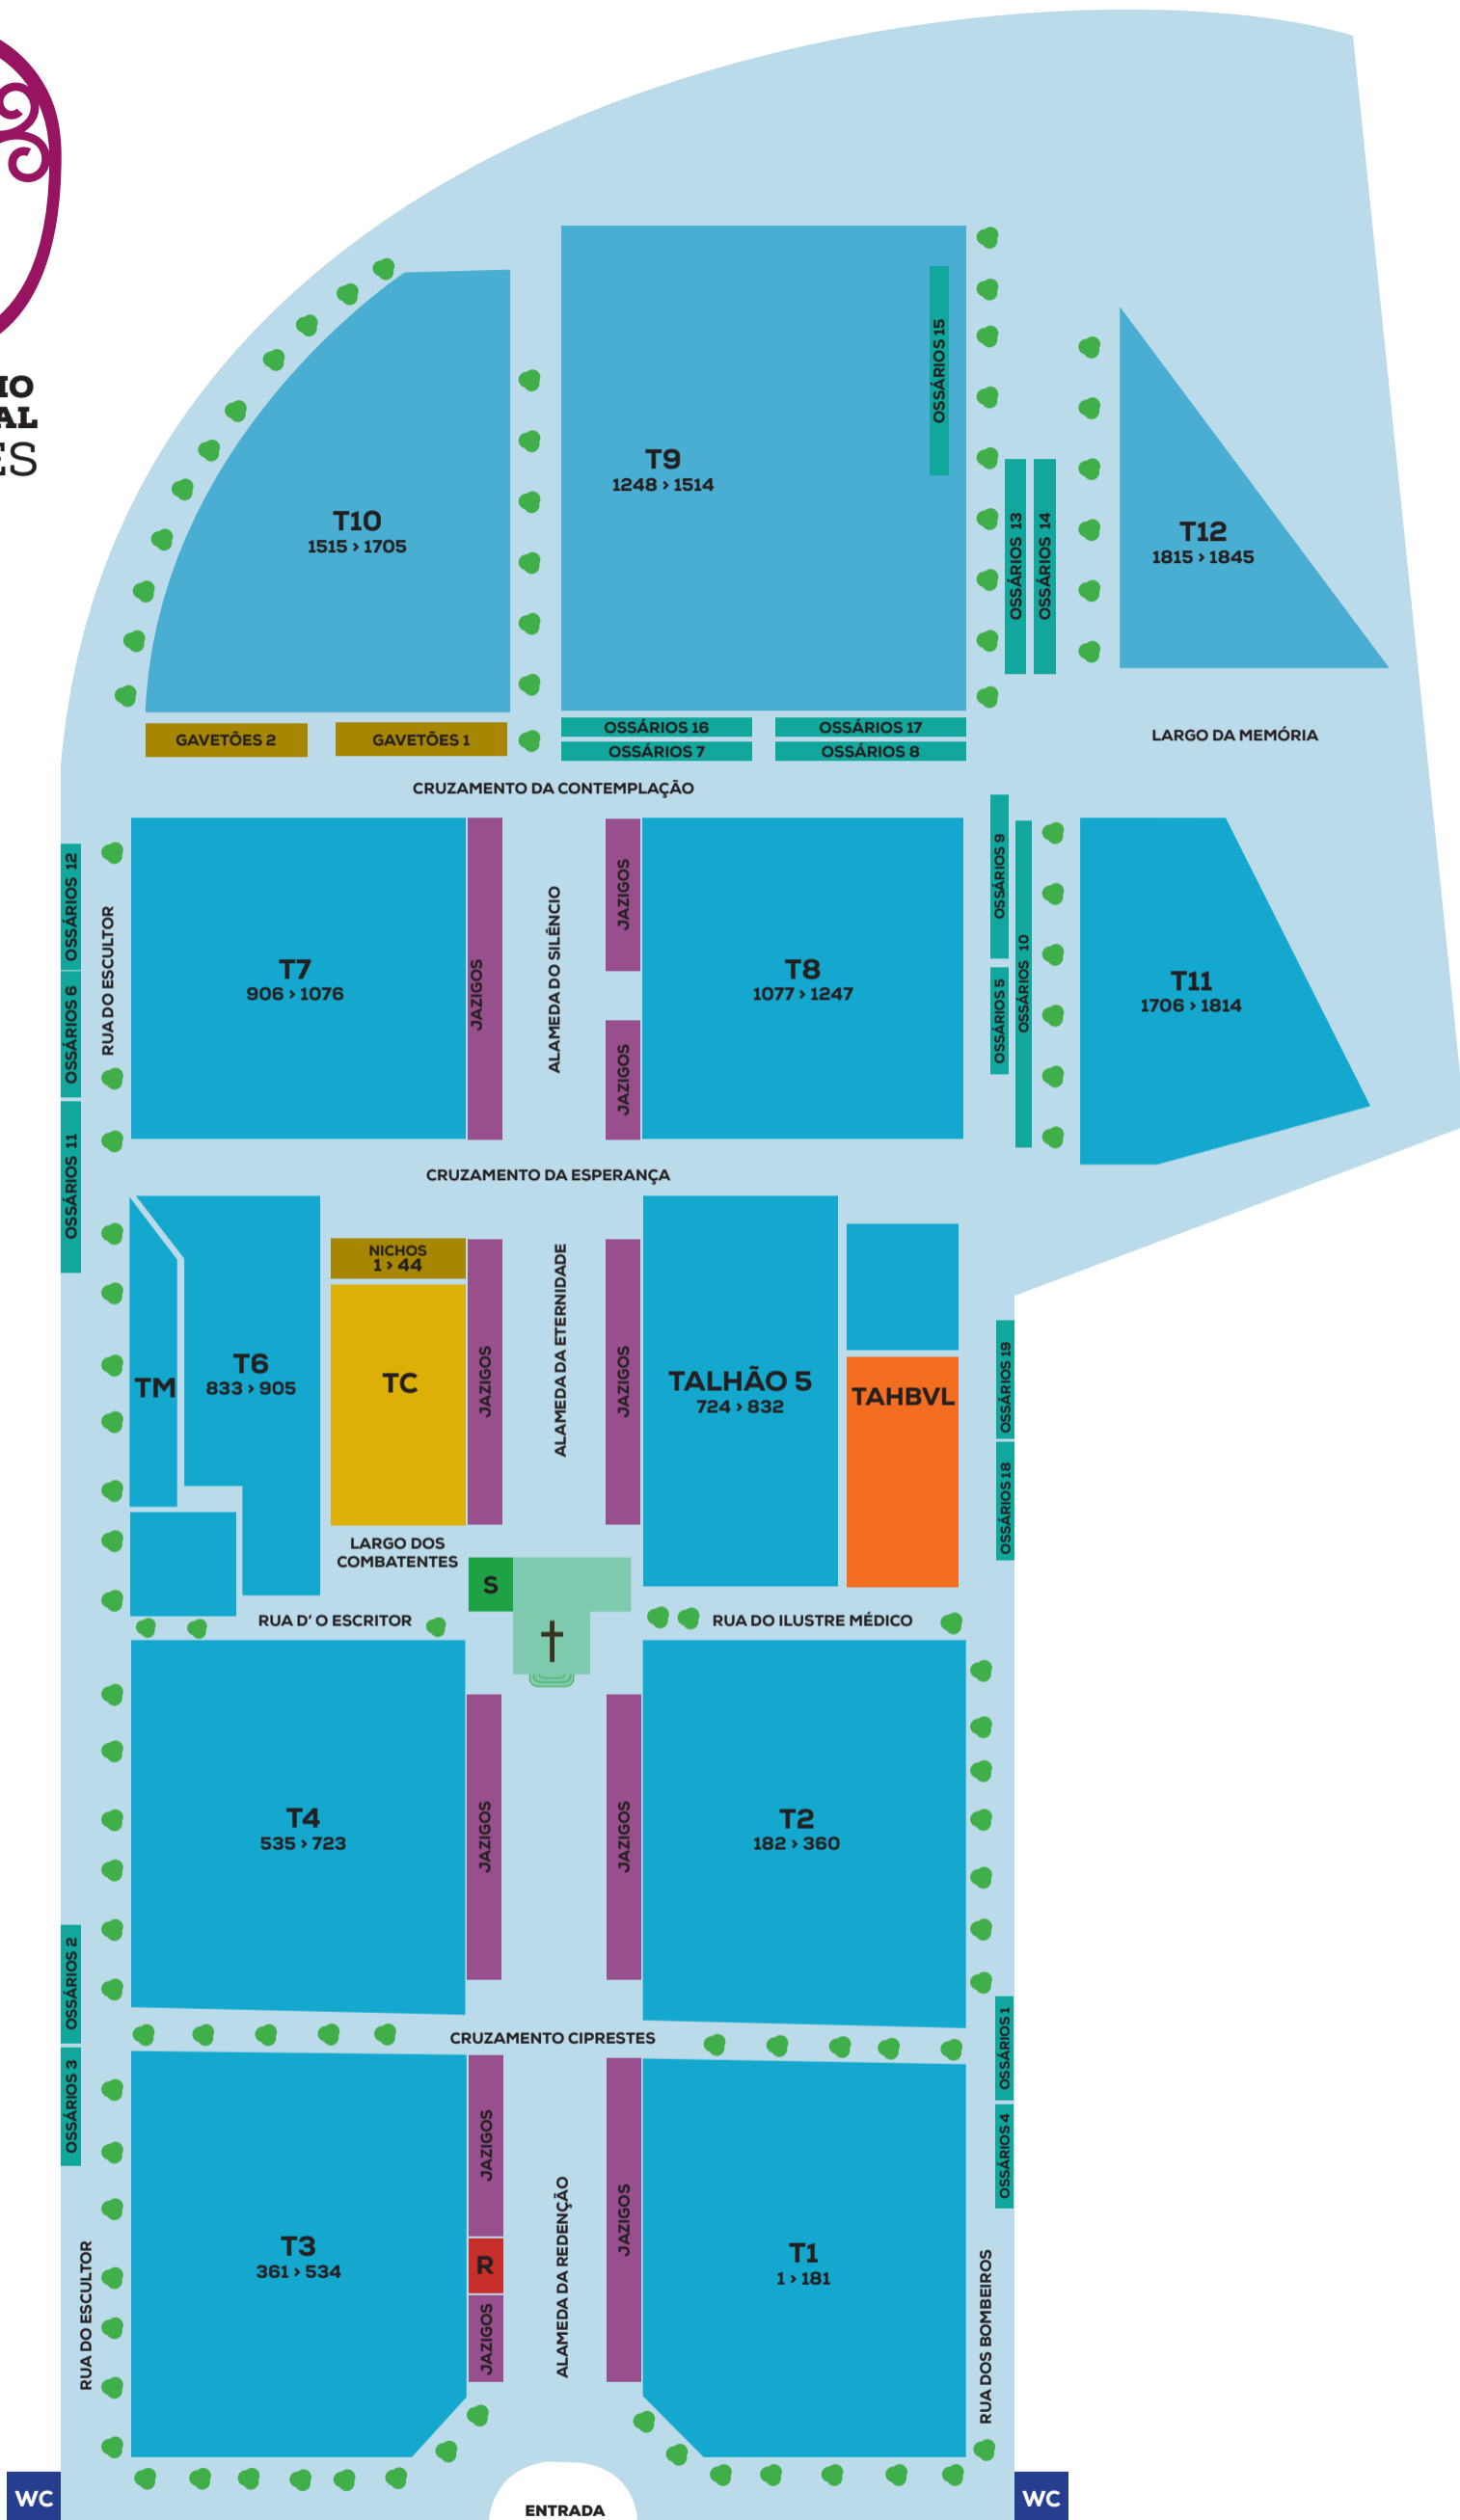 IO
AL
ES
OSSÁRIOS 15
T9
1248 › 1514
T10
1515 › 1705
OSSÁRIOS 13
OSSÁRIOS 14
T12
1815 › 1845
GAVETÕES 2
GAVETÕES 1
OSSÁRIOS 16
OSSÁRIOS 17
OSSÁRIOS 7
OSSÁRIOS 8
LARGO DA MEMÓRIA
CRUZAMENTO DA CONTEMPLAÇÃO
OSSÁRIOS 12
OSSÁRIOS 6
OSSÁRIOS 11
RUA DO ESCULTOR
T7
906 › 1076
JAZIGOS
ALAMEDA DO SILÊNCIO
JAZIGOS
JAZIGOS
T8
1077 › 1247
OSSÁRIOS 9
OSSÁRIOS 5
OSSÁRIOS 10
T11
1706 › 1814
CRUZAMENTO DA ESPERANÇA
TM
T6
833 › 905
NICHOS
1 › 44
TC
JAZIGOS
ALAMEDA DA ETERNIDADE
JAZIGOS
TALHÃO 5
724 › 832
TAHBVL
OSSÁRIOS 19
OSSÁRIOS 18
LARGO DOS
COMBATENTES
S
RUA D' O ESCRITOR
RUA DO ILUSTRE MÉDICO
T4
535 › 723
JAZIGOS
JAZIGOS
T2
182 › 360
OSSÁRIOS 2
OSSÁRIOS 3
CRUZAMENTO CIPRESTES
OSSÁRIOS 1
OSSÁRIOS 4
RUA DO ESCULTOR
T3
361 › 534
JAZIGOS
R
JAZIGOS
ALAMEDA DA REDENÇÃO
JAZIGOS
T1
1 › 181
RUA DOS BOMBEIROS
WC
ENTRADA
WC